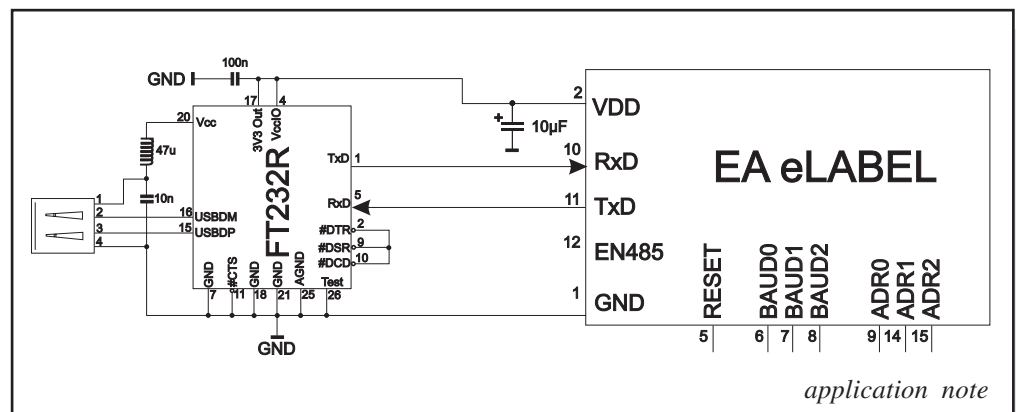 100n
GND
17 4
3V3 Out
VccIO
20 Vcc
47u
10n
1
2
3
4
16 USBDM
15 USBDP
FT232R
TxD 1
RxD 5
#DTR 2
#DSR 9
#DCD 10
GND
#CTS
GND
GND
AGND
Test
7 11 18 21 25 26
GND
+
10µF
2 VDD
10 RxD
11 TxD
12 EN485
1 GND
EA eLABEL
RESET
BAUD0
BAUD1
BAUD2
ADR0
ADR1
ADR2
5 6 7 8 9 14 15
application note